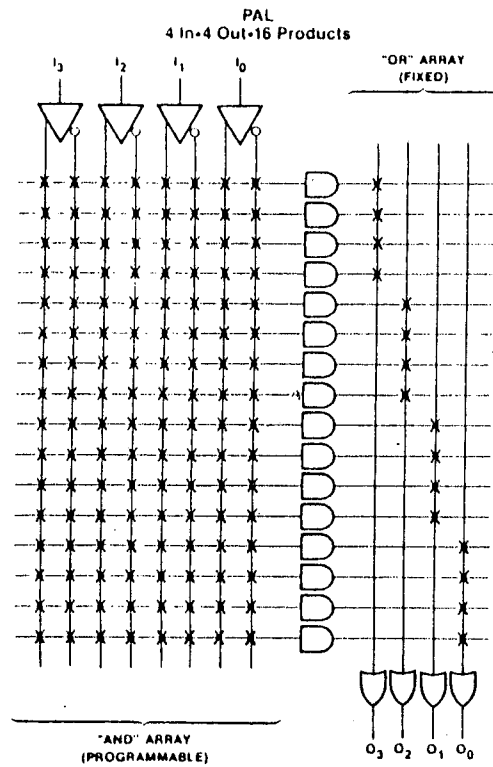 PAL
4 In•4 Out•16 Products
"OR" ARRAY
(FIXED)
I3 I2 I1 I0
"AND" ARRAY
(PROGRAMMABLE)
O3 O2 O1 O0